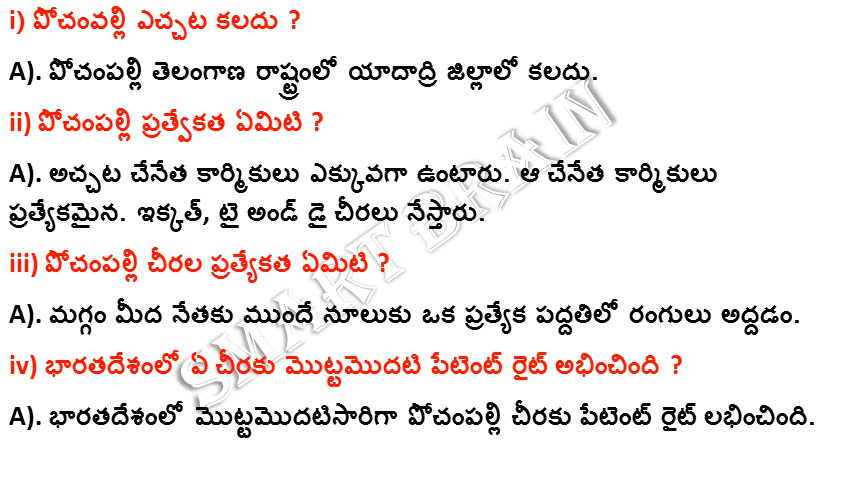 i) పోచంవల్లి ఎచ్చట కలదు ?
A). పోచంపల్లి తెలంగాణ రాష్ట్రంలో యాదాద్రి జిల్లాలో కలదు.
ii) పోచంపల్లి ప్రత్వేకత ఏమిటి ?
A). అచ్చట చేనేత కార్మికులు ఎక్కువగా ఉంటారు. ఆ చేనేత కార్మికులు
ప్రత్యేకమైన. ఇక్కత్, టై అండ్ డై చీరలు నేస్తారు.
iii) పోచంపల్లి చీరల ప్రత్యేకత ఏమిటి ?
A). మగ్గం మీద నేతకు ముందే నూలుకు ఒక ప్రత్యేక పద్దతిలో రంగులు అద్దడం.
iv) భారతదేశంలో ఏ చీరకు మొట్టమొదటి పేటెంట్ రైట్ అభించింది ?
A). భారతదేశంలో మొట్టమొదటిసారిగా పోచంపల్లి చీరకు పేటెంట్ రైట్ లభించింది.
SMART BRAIN